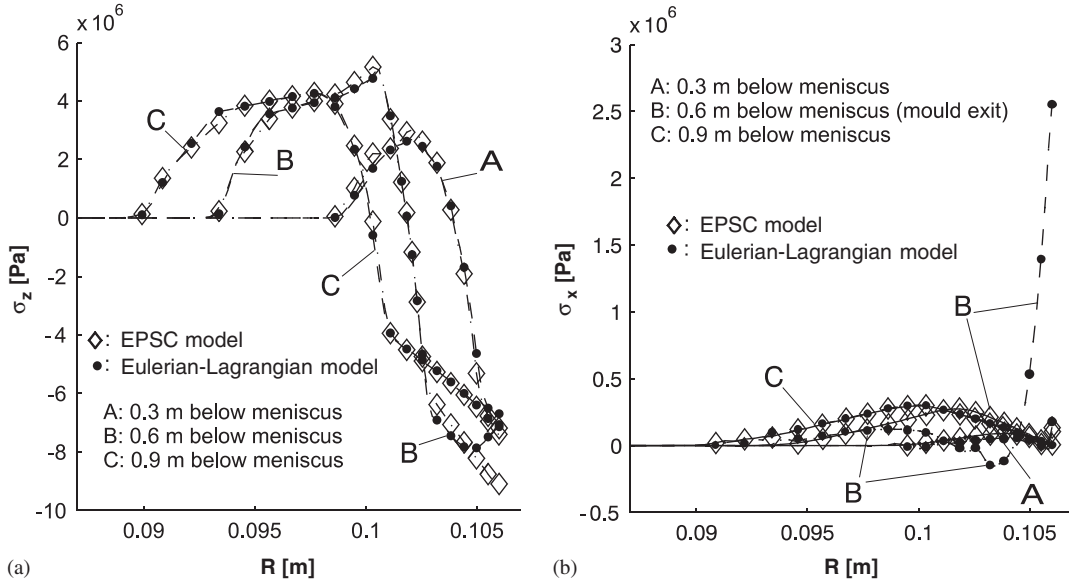 ×10⁶
6
4
2
0
-2
-4
-6
-8
-10
σz [Pa]
C
B
A
C
B
◇: EPSC model
●: Eulerian-Lagrangian model
A: 0.3 m below meniscus
B: 0.6 m below meniscus
C: 0.9 m below meniscus
0.09
0.095
0.1
0.105
(a)
R [m]
×10⁶
3
2.5
2
1.5
1
0.5
0
-0.5
σx [Pa]
A: 0.3 m below meniscus
B: 0.6 m below meniscus (mould exit)
C: 0.9 m below meniscus
◇: EPSC model
●: Eulerian-Lagrangian model
B
C
B
A
0.09
0.095
0.1
0.105
(b)
R [m]